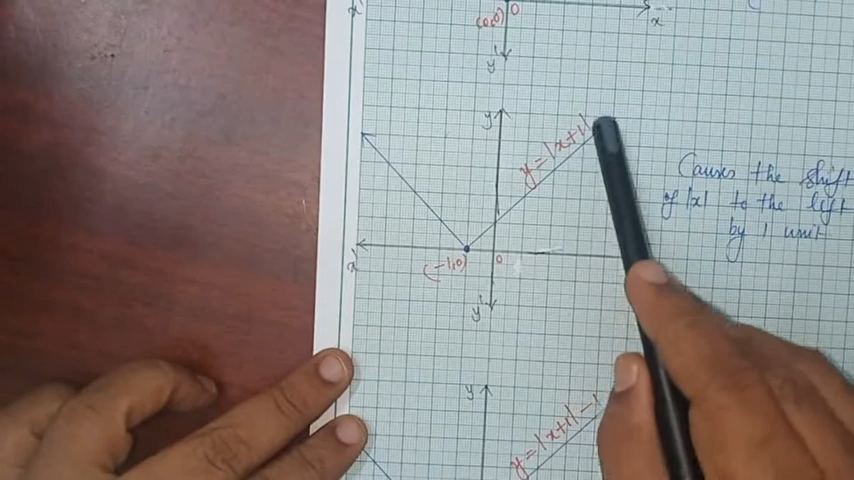 x'
(0,0) 0
x
y'
y
y=|x+1|
Causes the shift
of |x| to the left
by 1 unit
x'
(-1,0)
0
y'
y
y=|x+1|-1